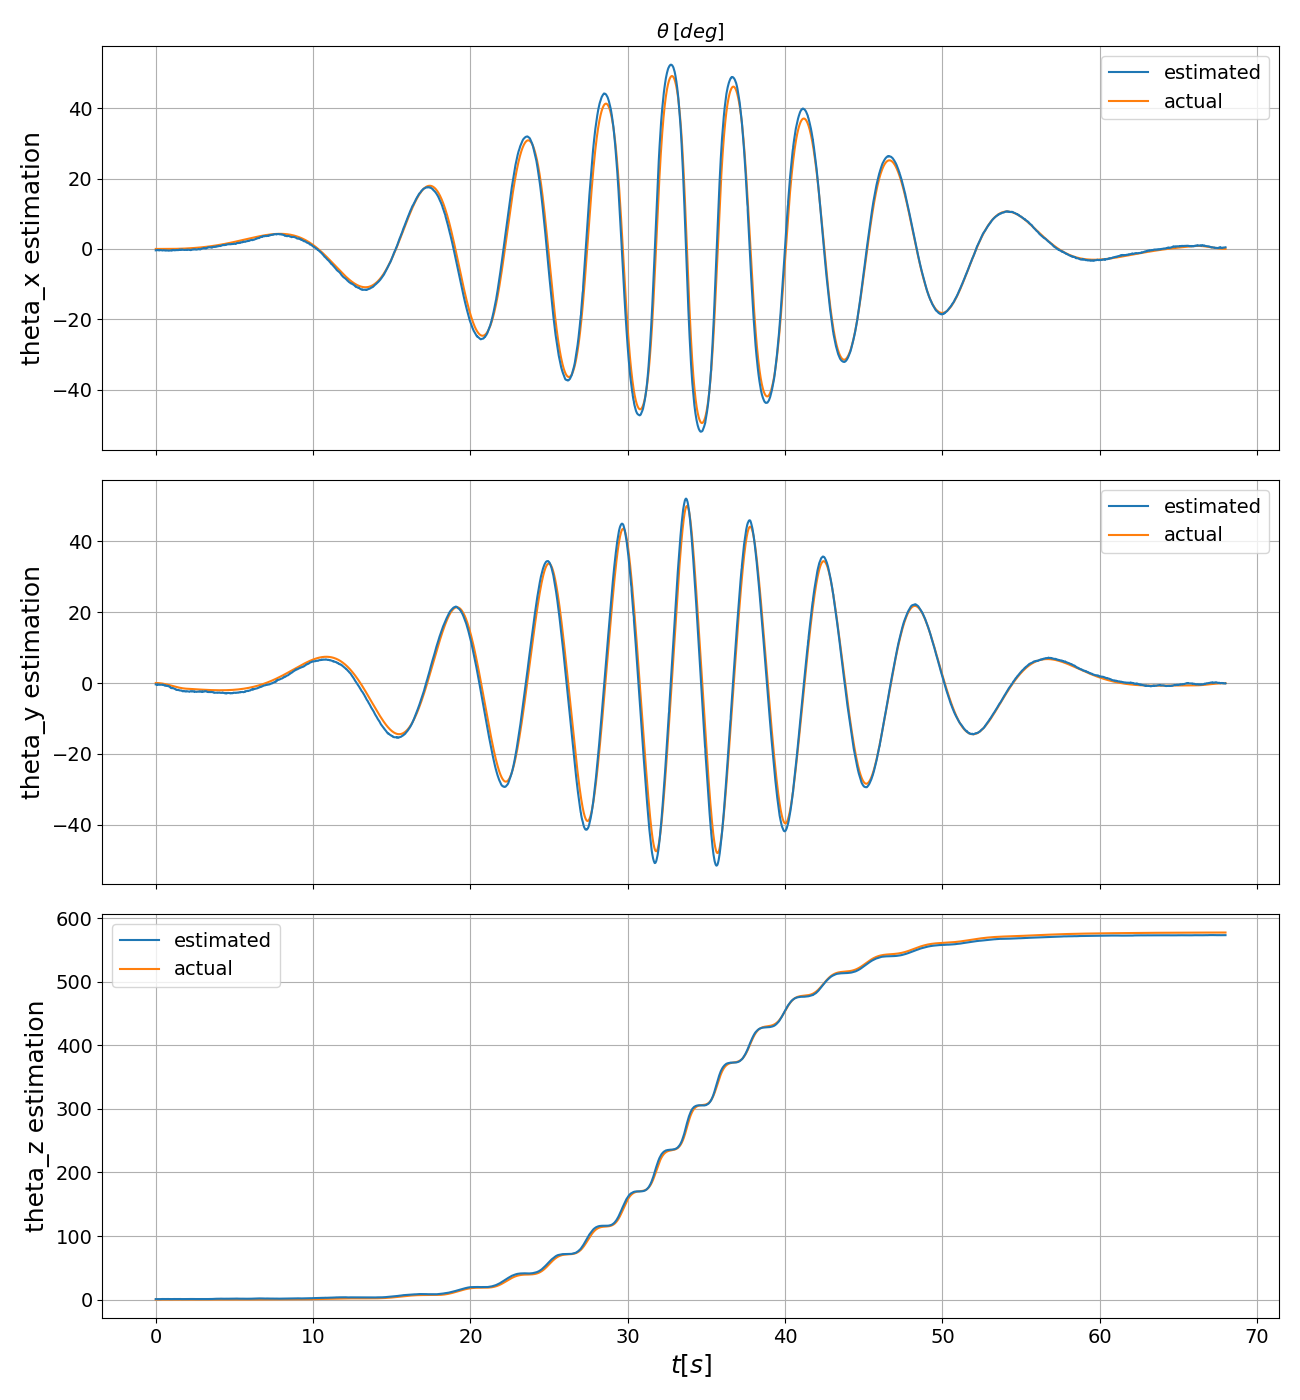 θ [deg]
theta_x estimation
40
20
0
−20
−40
estimated
actual
theta_y estimation
40
20
0
−20
−40
estimated
actual
theta_z estimation
600
500
400
300
200
100
0
estimated
actual
0 10 20 30 40 50 60 70
t[s]